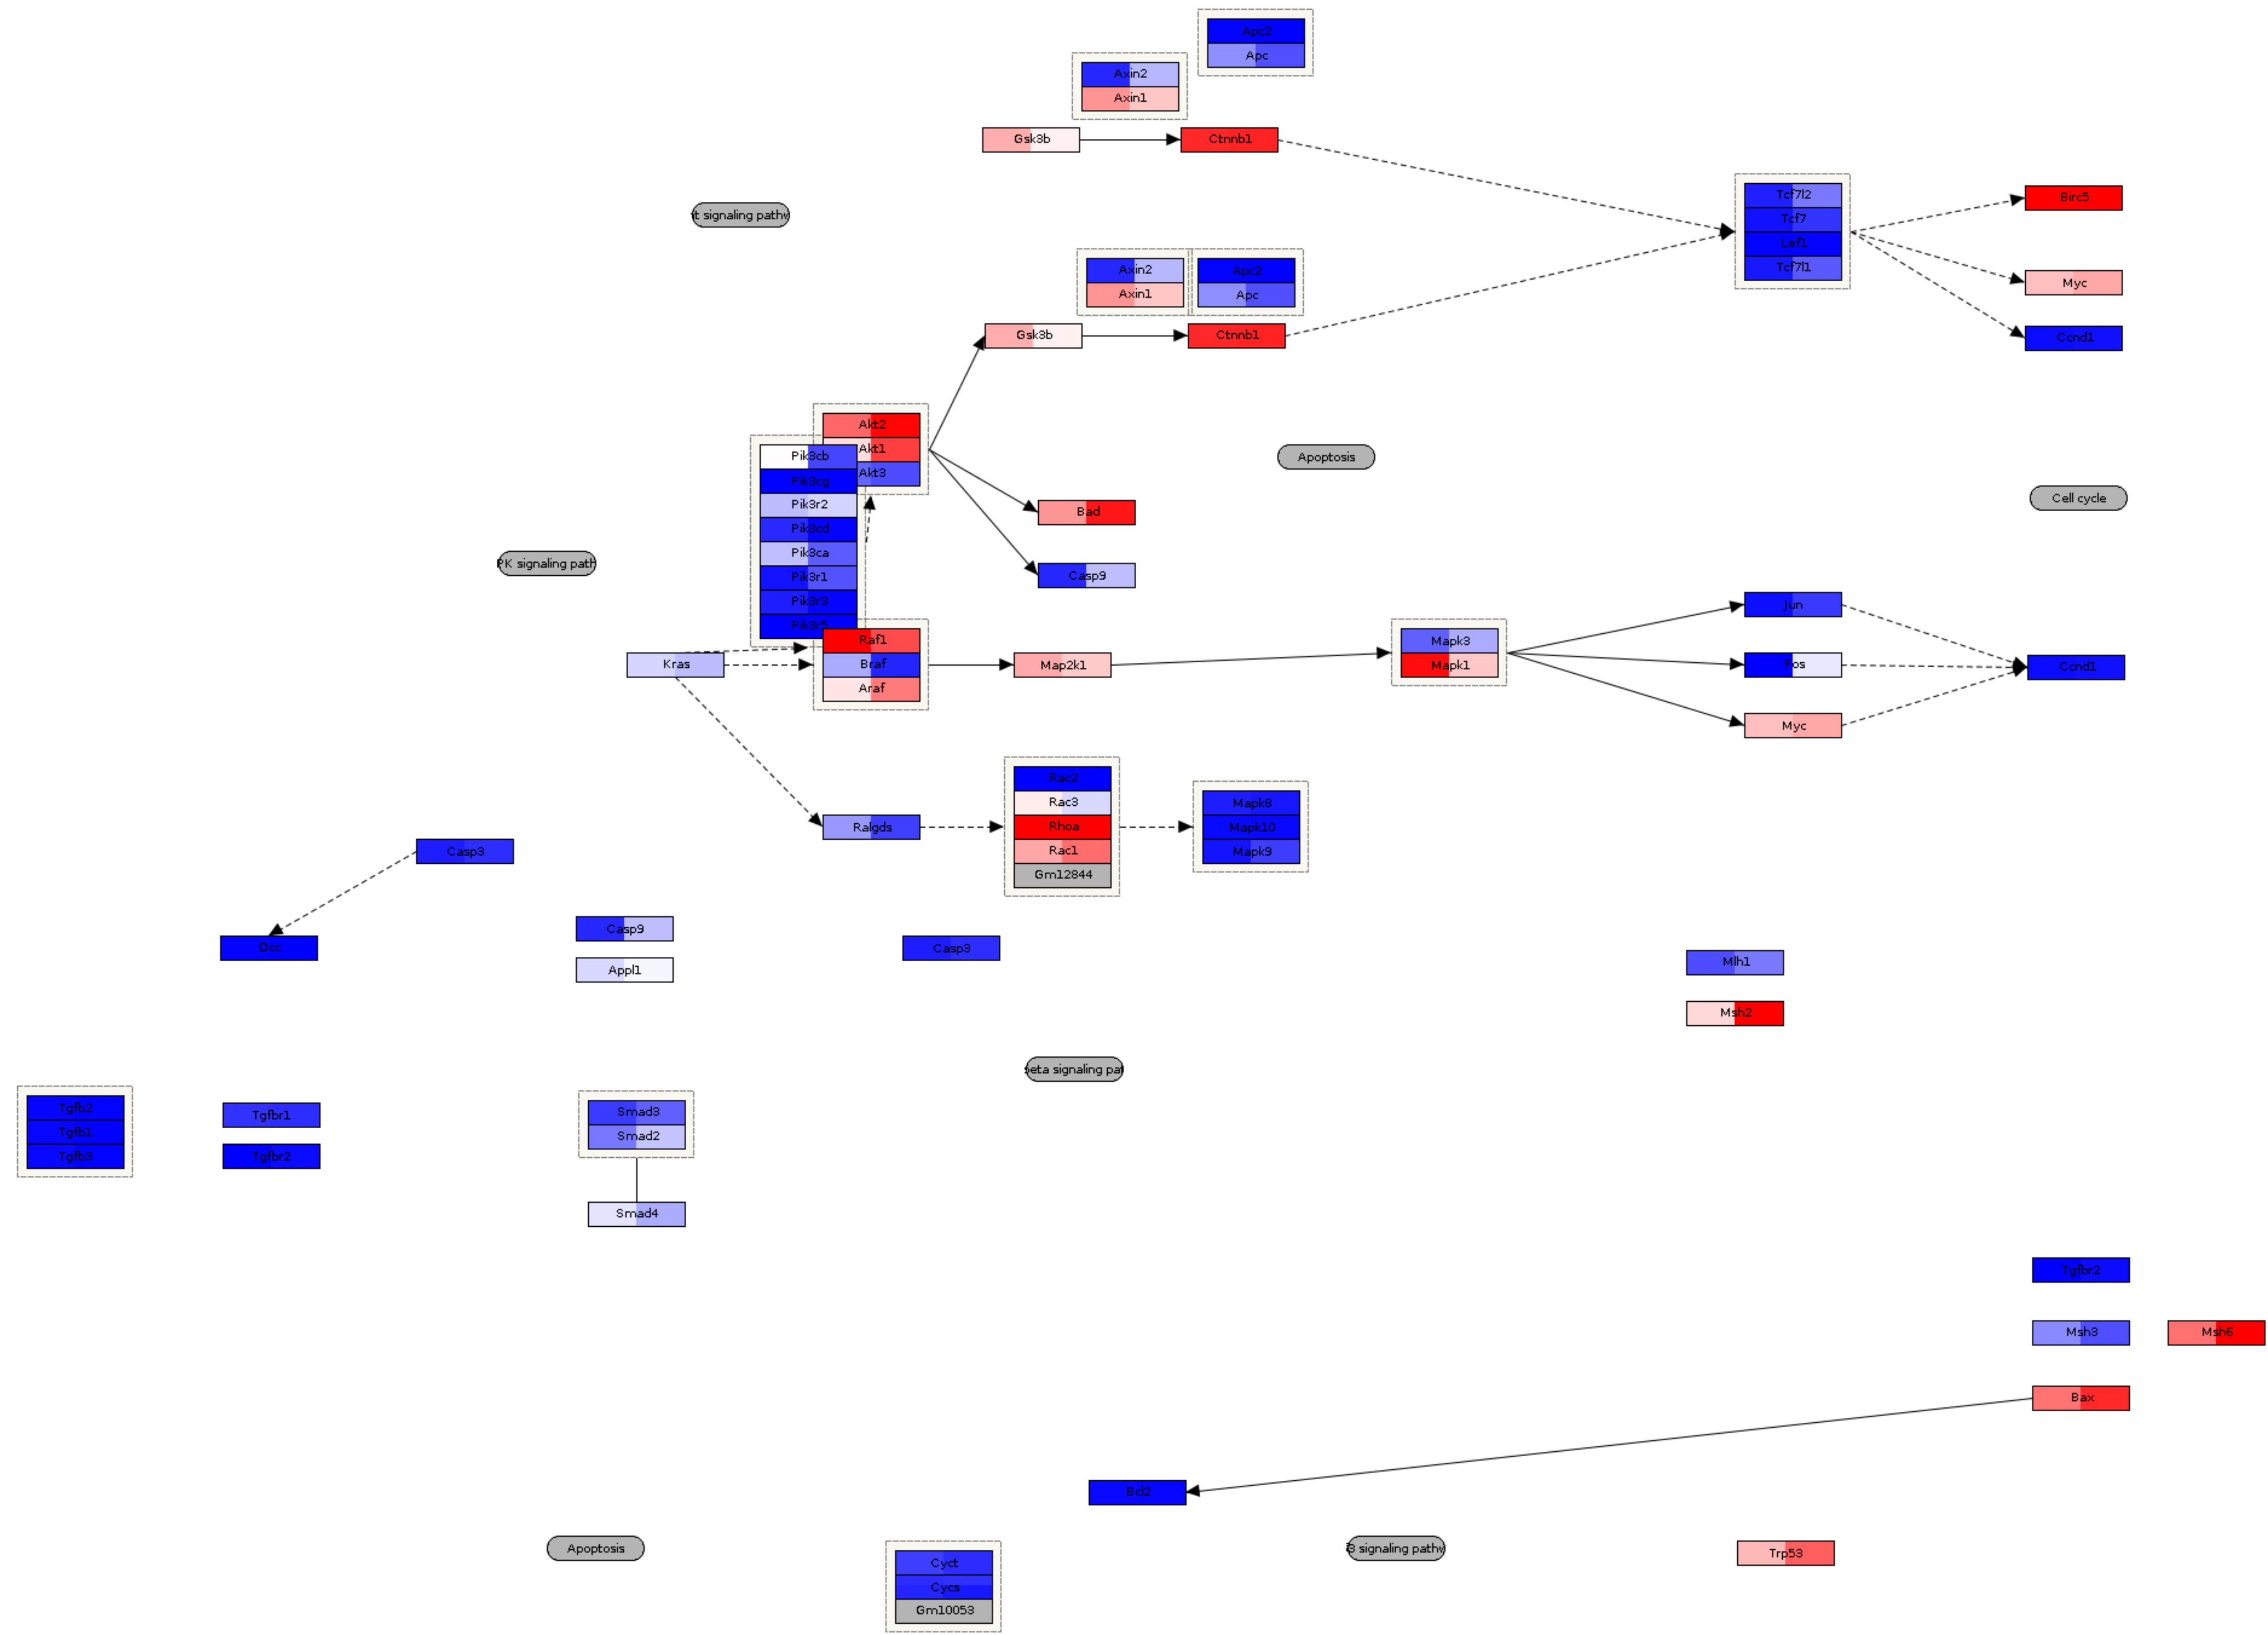 Apc2
Apc
Axin2
Axin1
Gsk3b
Ctnnb1
Tcf7l2
Tcf7
Lef1
Tcf7l1
Birc5
Myc
Ccnd1
t signaling pathw
Axin2
Axin1
Apc2
Apc
Gsk3b
Ctnnb1
Akt2
Akt1
Akt3
Pik3cb
Pik3cg
Pik3r2
Pik3cd
Pik3ca
Pik3r1
Pik3r3
Pik3r5
Apoptosis
Cell cycle
Bad
Casp9
PK signaling path
Kras
Raf1
Braf
Araf
Map2k1
Mapk3
Mapk1
Jun
Fos
Myc
Ccnd1
Ralgds
Rac2
Rac3
Rhoa
Rac1
Gm12844
Mapk8
Mapk10
Mapk9
Casp3
Dcc
Casp9
Appl1
Casp3
Mlh1
Msh2
eta signaling pat
Tgfb2
Tgfb1
Tgfb3
Tgfbr1
Tgfbr2
Smad3
Smad2
Smad4
Tgfbr2
Msh3
Msh6
Bax
Bcl2
Apoptosis
Cyct
Cycs
Gm10053
3 signaling pathw
Trp53